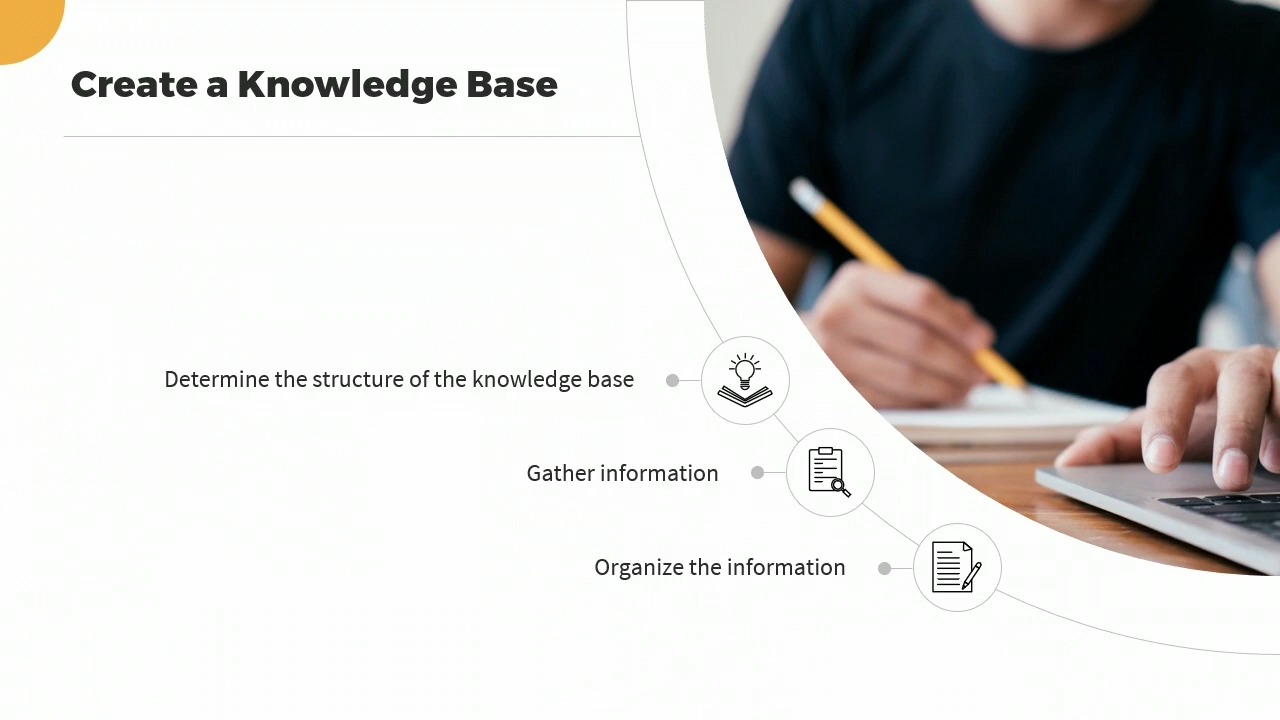 Create a Knowledge Base
Determine the structure of the knowledge base
Gather information
Organize the information